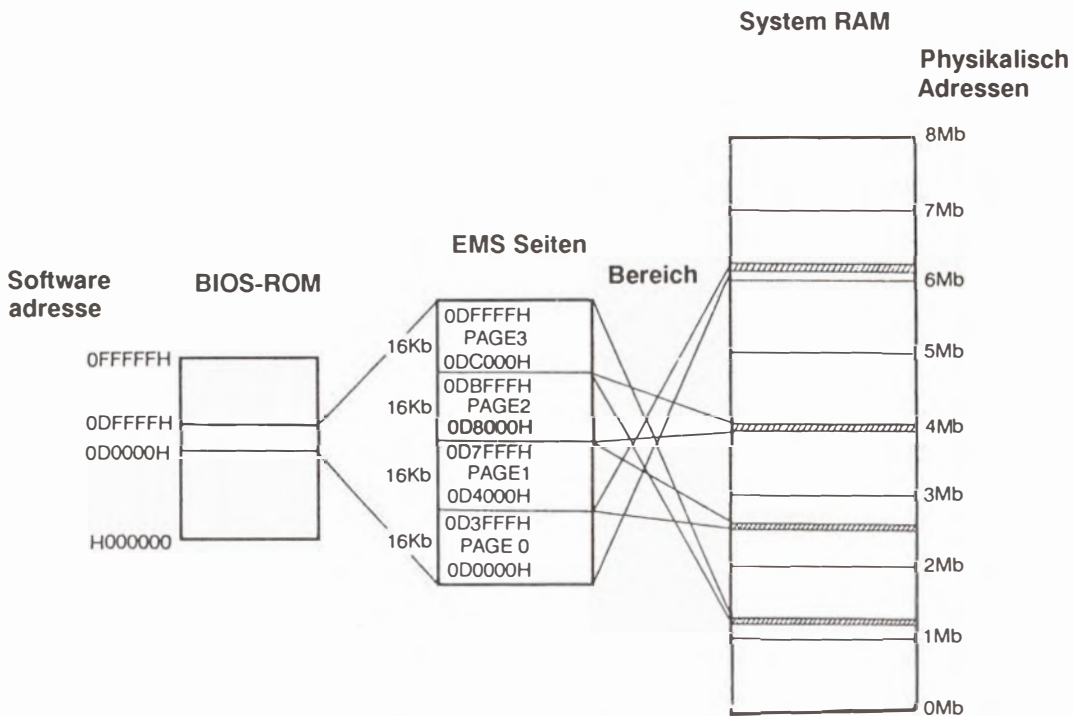 System RAM
Physikalisch
Adressen
8Mb
7Mb
6Mb
5Mb
4Mb
3Mb
2Mb
1Mb
0Mb
EMS Seiten
Bereich
Software
adresse
BIOS-ROM
0FFFFFH
0DFFFFH
0D0000H
H000000
16Kb
16Kb
16Kb
16Kb
0DFFFFH
PAGE3
0DC000H
0DBFFFH
PAGE2
0D8000H
0D7FFFH
PAGE1
0D4000H
0D3FFFH
PAGE 0
0D0000H